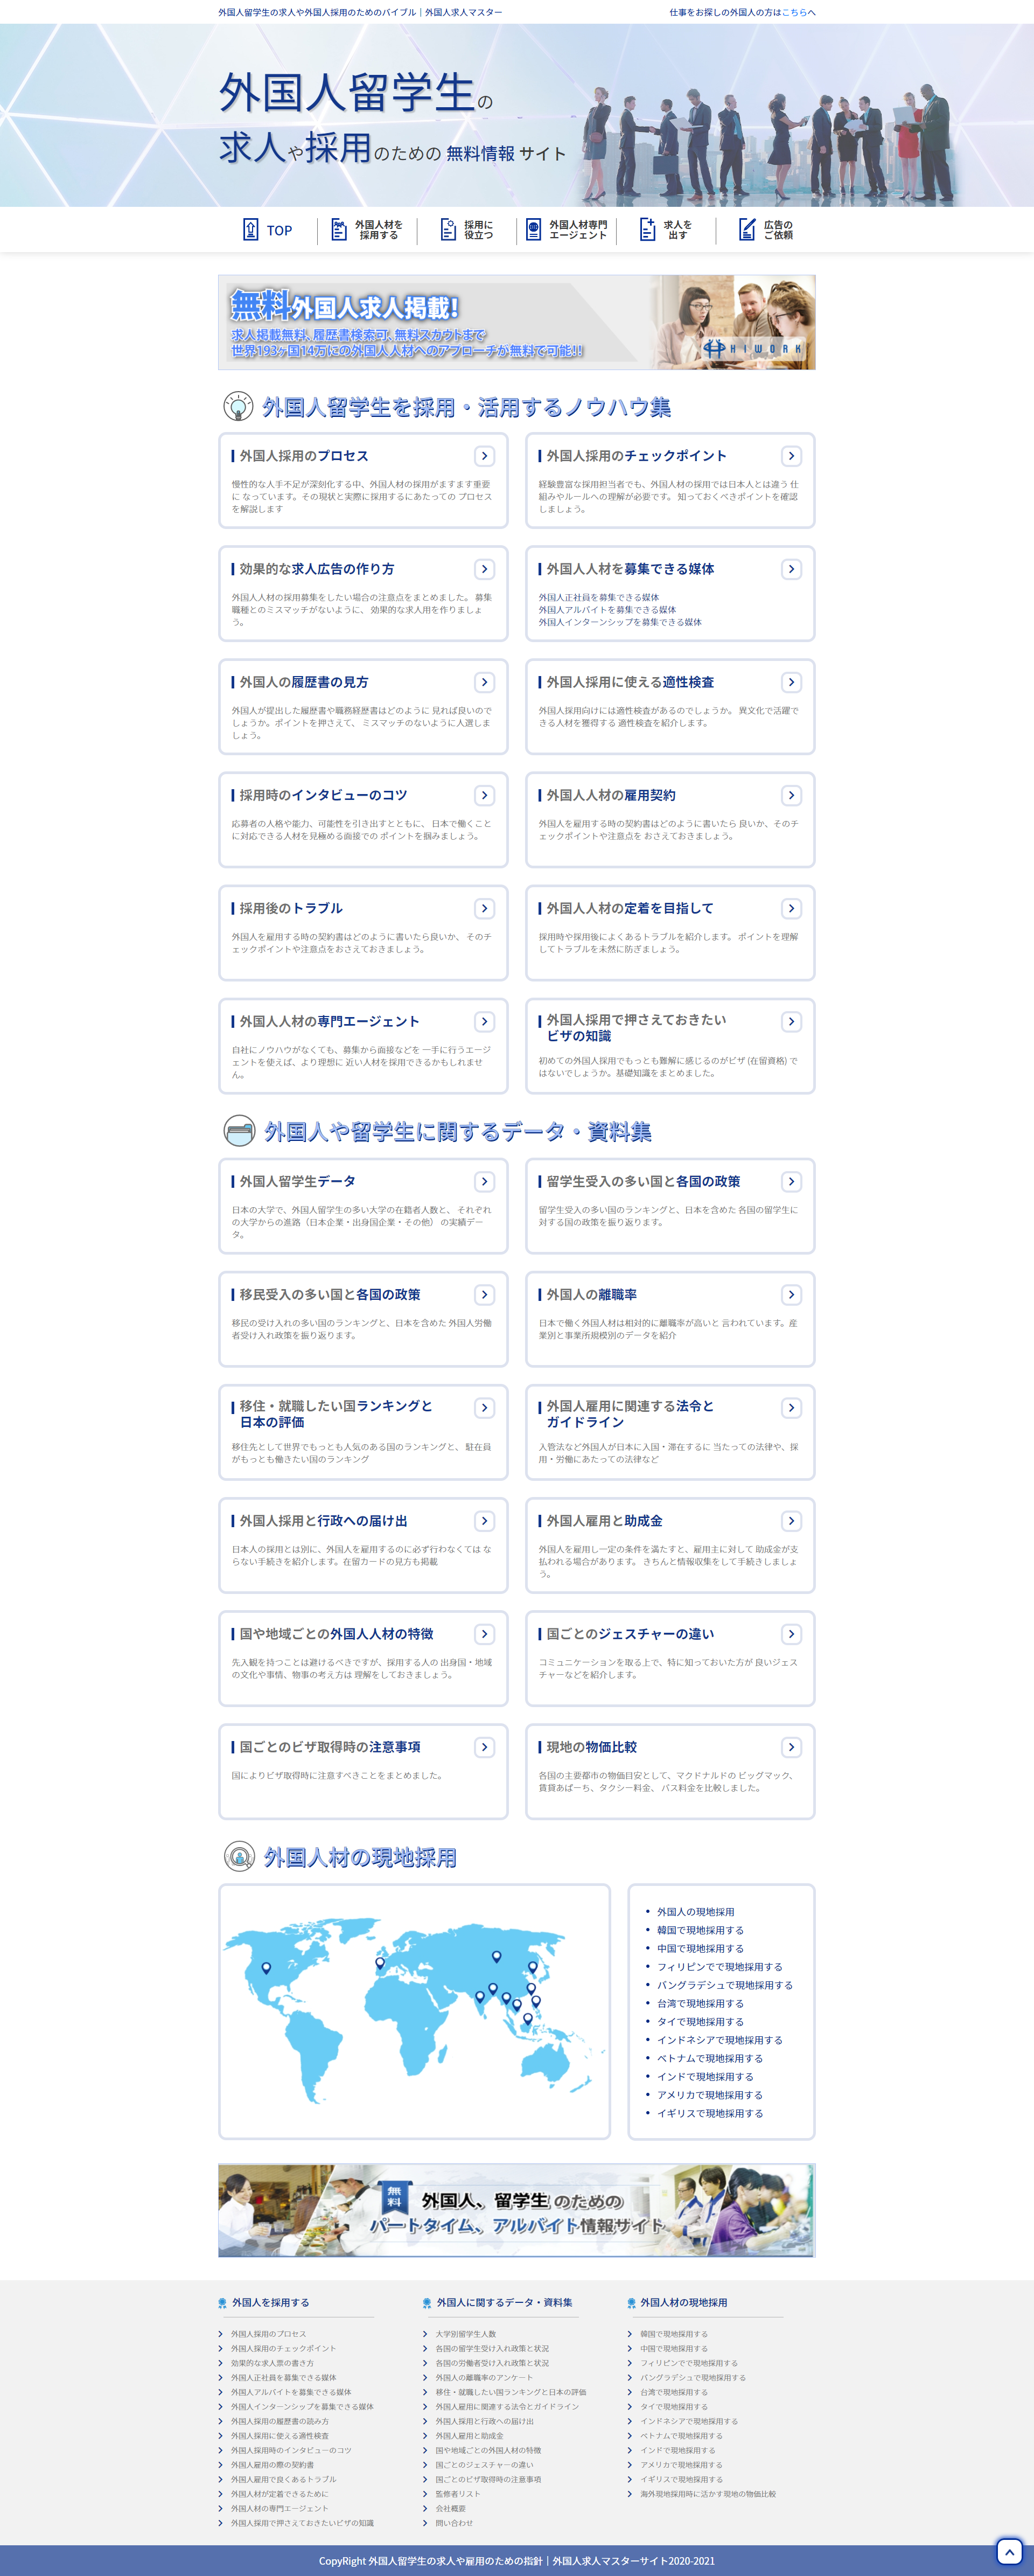 外国人留学生の求人や外国人採用のためのバイブル｜外国人求人マスター
仕事をお探しの外国人の方はこちらへ
外国人留学生の
求人や採用のための 無料情報 サイト
TOP
外国人材を
採用する
採用に
役立つ
外国人材専門
エージェント
求人を
出す
広告の
ご依頼
無料外国人求人掲載!
求人掲載無料、履歴書検索可、無料スカウトまで
世界193ヶ国14万にの外国人人材へのアプローチが無料で可能!!
HIWORK
外国人留学生を採用・活用するノウハウ集
外国人採用のプロセス
慢性的な人手不足が深刻化する中、外国人材の採用がますます重要
に なっています。その現状と実際に採用するにあたっての プロセス
を解説します
外国人採用のチェックポイント
経験豊富な採用担当者でも、外国人材の採用では日本人とは違う 仕
組みやルールへの理解が必要です。 知っておくべきポイントを確認
しましょう。
効果的な求人広告の作り方
外国人人材の採用募集をしたい場合の注意点をまとめました。 募集
職種とのミスマッチがないように、 効果的な求人用を作りましょ
う。
外国人人材を募集できる媒体
外国人正社員を募集できる媒体
外国人アルバイトを募集できる媒体
外国人インターンシップを募集できる媒体
外国人の履歴書の見方
外国人が提出した履歴書や職務経歴書はどのように 見れば良いので
しょうか。ポイントを押さえて、 ミスマッチのないように人選しま
しょう。
外国人採用に使える適性検査
外国人採用向けには適性検査があるのでしょうか。 異文化で活躍で
きる人材を獲得する 適性検査を紹介します。
採用時のインタビューのコツ
応募者の人格や能力、可能性を引き出すとともに、 日本で働くこと
に対応できる人材を見極める面接での ポイントを掴みましょう。
外国人人材の雇用契約
外国人を雇用する時の契約書はどのように書いたら 良いか、そのチ
ェックポイントや注意点を おさえておきましょう。
採用後のトラブル
外国人を雇用する時の契約書はどのように書いたら良いか、 そのチ
ェックポイントや注意点をおさえておきましょう。
外国人人材の定着を目指して
採用時や採用後によくあるトラブルを紹介します。 ポイントを理解
してトラブルを未然に防ぎましょう。
外国人人材の専門エージェント
自社にノウハウがなくても、募集から面接などを 一手に行うエージ
ェントを使えば、より理想に 近い人材を採用できるかもしれませ
ん。
外国人採用で押さえておきたい
ビザの知識
初めての外国人採用でもっとも難解に感じるのがビザ (在留資格) で
はないでしょうか。基礎知識をまとめました。
外国人や留学生に関するデータ・資料集
外国人留学生データ
日本の大学で、外国人留学生の多い大学の在籍者人数と、 それぞれ
の大学からの進路（日本企業・出身国企業・その他） の実績デー
タ。
留学生受入の多い国と各国の政策
留学生受入の多い国のランキングと、日本を含めた 各国の留学生に
対する国の政策を振り返ります。
移民受入の多い国と各国の政策
移民の受け入れの多い国のランキングと、日本を含めた 外国人労働
者受け入れ政策を振り返ります。
外国人の離職率
日本で働く外国人材は相対的に離職率が高いと 言われています。産
業別と事業所規模別のデータを紹介
移住・就職したい国ランキングと
日本の評価
移住先として世界でもっとも人気のある国のランキングと、 駐在員
がもっとも働きたい国のランキング
外国人雇用に関連する法令と
ガイドライン
入管法など外国人が日本に入国・滞在するに 当たっての法律や、採
用・労働にあたっての法律など
外国人採用と行政への届け出
日本人の採用とは別に、外国人を雇用するのに必ず行わなくては な
らない手続きを紹介します。在留カードの見方も掲載
外国人雇用と助成金
外国人を雇用し一定の条件を満たすと、雇用主に対して 助成金が支
払われる場合があります。 きちんと情報収集をして手続きしましょ
う。
国や地域ごとの外国人人材の特徴
先入観を持つことは避けるべきですが、採用する人の 出身国・地域
の文化や事情、物事の考え方は 理解をしておきましょう。
国ごとのジェスチャーの違い
コミュニケーションを取る上で、特に知っておいた方が 良いジェス
チャーなどを紹介します。
国ごとのビザ取得時の注意事項
国によりビザ取得時に注意すべきことをまとめました。
現地の物価比較
各国の主要都市の物価目安として、マクドナルドの ビッグマック、
賃貸あぱーち、タクシー料金、 バス料金を比較しました。
外国人材の現地採用
外国人の現地採用
韓国で現地採用する
中国で現地採用する
フィリピンでで現地採用する
バングラデシュで現地採用する
台湾で現地採用する
タイで現地採用する
インドネシアで現地採用する
ベトナムで現地採用する
インドで現地採用する
アメリカで現地採用する
イギリスで現地採用する
無料
外国人、留学生 のための
パートタイム、アルバイト情報サイト
外国人を採用する
外国人採用のプロセス
外国人採用のチェックポイント
効果的な求人票の書き方
外国人正社員を募集できる媒体
外国人アルバイトを募集できる媒体
外国人インターンシップを募集できる媒体
外国人採用の履歴書の読み方
外国人採用に使える適性検査
外国人採用時のインタビューのコツ
外国人雇用の際の契約書
外国人雇用で良くあるトラブル
外国人材が定着できるために
外国人材の専門エージェント
外国人採用で押さえておきたいビザの知識
外国人に関するデータ・資料集
大学別留学生人数
各国の留学生受け入れ政策と状況
各国の労働者受け入れ政策と状況
外国人の離職率のアンケート
移住・就職したい国ランキングと日本の評価
外国人雇用に関連する法令とガイドライン
外国人採用と行政への届け出
外国人雇用と助成金
国や地域ごとの外国人材の特徴
国ごとのジェスチャーの違い
国ごとのビザ取得時の注意事項
監修者リスト
会社概要
問い合わせ
外国人材の現地採用
韓国で現地採用する
中国で現地採用する
フィリピンでで現地採用する
バングラデシュで現地採用する
台湾で現地採用する
タイで現地採用する
インドネシアで現地採用する
ベトナムで現地採用する
インドで現地採用する
アメリカで現地採用する
イギリスで現地採用する
海外現地採用時に活かす現地の物価比較
CopyRight 外国人留学生の求人や雇用のための指針｜外国人求人マスターサイト2020-2021